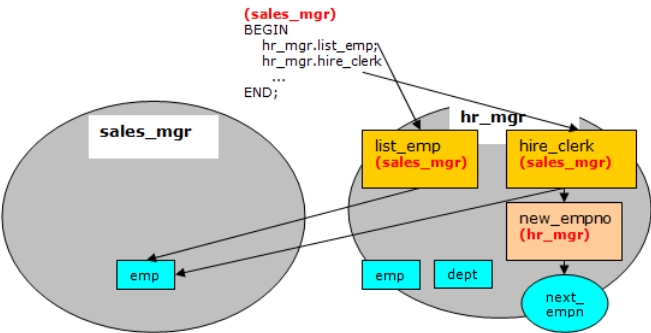 (sales_mgr)
BEGIN
hr_mgr.list_emp;
hr_mgr.hire_clerk
...
END;
sales_mgr
hr_mgr
list_emp
(sales_mgr)
hire_clerk
(sales_mgr)
new_empno
(hr_mgr)
emp
emp
dept
next_
empn